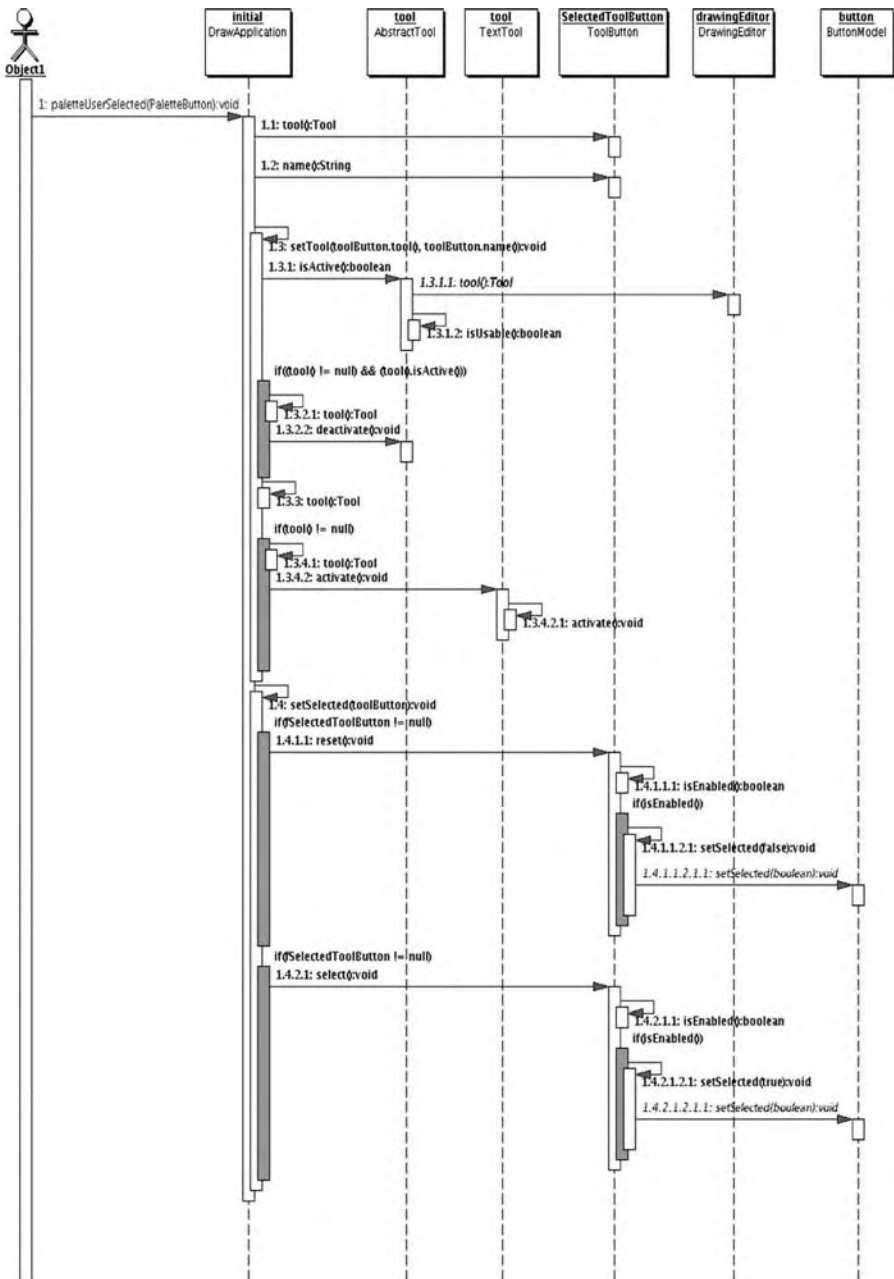 initial
DrawApplication
tool
AbstractTool
tool
TextTool
SelectedToolButton
ToolButton
drawingEditor
DrawingEditor
button
ButtonModel
Object1
1: paletteUserSelected(PaletteButton):void
1.1: tool():Tool
1.2: name():String
1.3: setTool(toolButton.tool(), toolButton.name()):void
1.3.1: isActive():boolean
1.3.1.1: tool():Tool
1.3.1.2: isUsable():boolean
if((tool() != null) && (tool().isActive()))
1.3.2.1: tool():Tool
1.3.2.2: deactivate():void
1.3.3: tool():Tool
if(tool() != null)
1.3.4.1: tool():Tool
1.3.4.2: activate():void
1.3.4.2.1: activate():void
1.4: setSelected(toolButton):void
if(fSelectedToolButton != null)
1.4.1.1: reset():void
1.4.1.1.1: isEnabled():boolean
if(isEnabled())
1.4.1.1.2.1: setSelected(false):void
1.4.1.1.2.1.1: setSelected(boolean):void
if(fSelectedToolButton != null)
1.4.2.1: select():void
1.4.2.1.1: isEnabled():boolean
if(isEnabled())
1.4.2.1.2.1: setSelected(true):void
1.4.2.1.2.1.1: setSelected(boolean):void